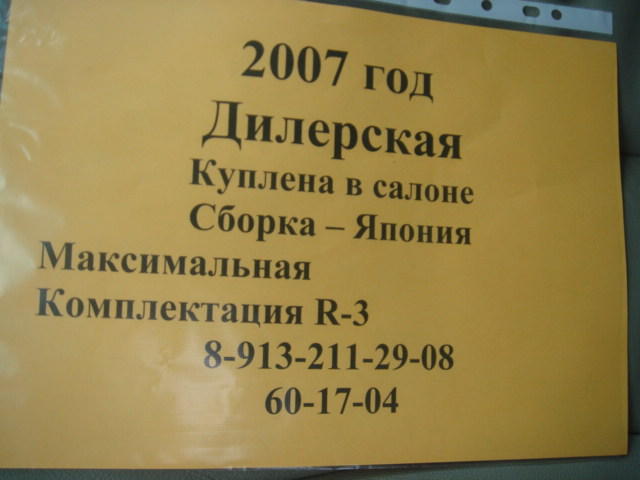 2007 год
Дилерская
Куплена в салоне
Сборка – Япония
Максимальная
Комплектация R-3
8-913-211-29-08
60-17-04